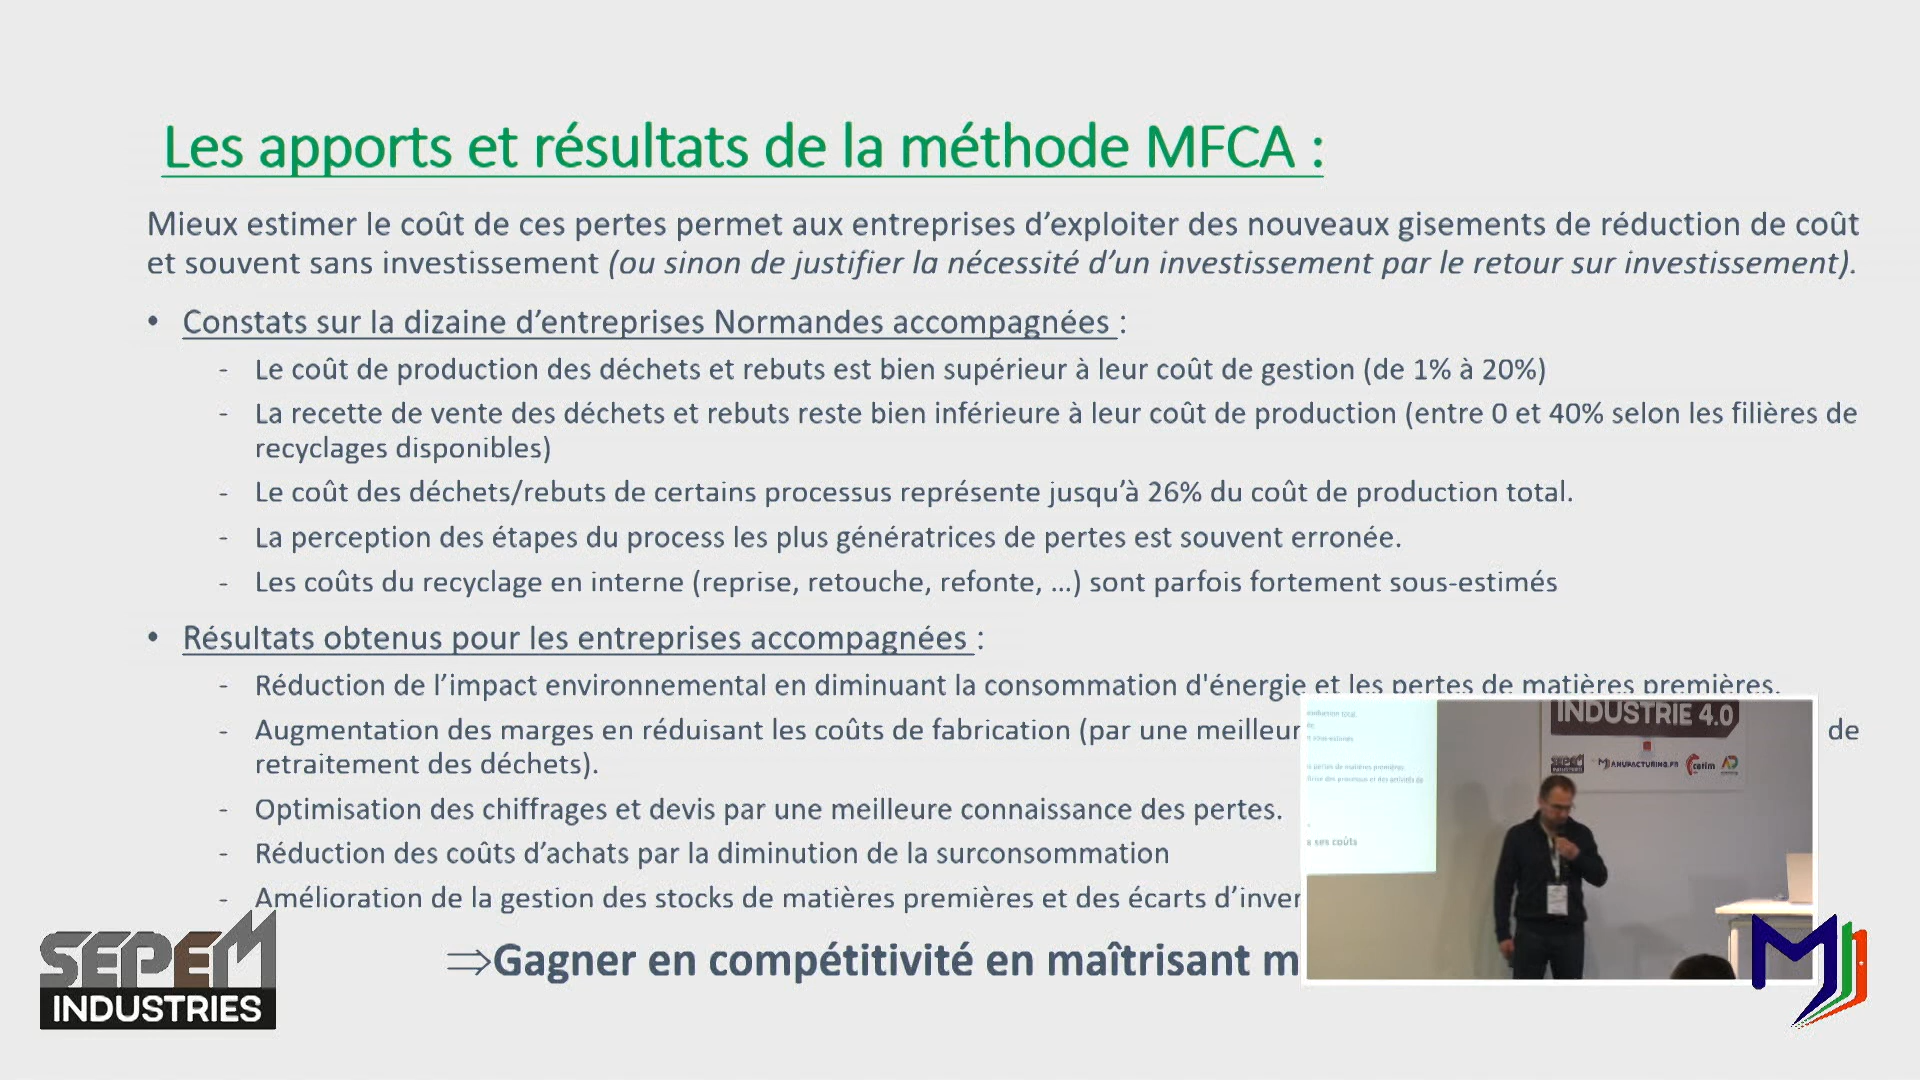 Les apports et résultats de la méthode MFCA :
Mieux estimer le coût de ces pertes permet aux entreprises d’exploiter des nouveaux gisements de réduction de coût
et souvent sans investissement (ou sinon de justifier la nécessité d’un investissement par le retour sur investissement).
• Constats sur la dizaine d’entreprises Normandes accompagnées :
- Le coût de production des déchets et rebuts est bien supérieur à leur coût de gestion (de 1% à 20%)
- La recette de vente des déchets et rebuts reste bien inférieure à leur coût de production (entre 0 et 40% selon les filières de
recyclages disponibles)
- Le coût des déchets/rebuts de certains processus représente jusqu’à 26% du coût de production total.
- La perception des étapes du process les plus génératrices de pertes est souvent erronée.
- Les coûts du recyclage en interne (reprise, retouche, refonte, ...) sont parfois fortement sous-estimés
• Résultats obtenus pour les entreprises accompagnées :
- Réduction de l’impact environnemental en diminuant la consommation d'énergie et les pertes de matières premières.
- Augmentation des marges en réduisant les coûts de fabrication (par une meilleur de
retraitement des déchets).
- Optimisation des chiffrages et devis par une meilleure connaissance des pertes.
- Réduction des coûts d’achats par la diminution de la surconsommation
- Amélioration de la gestion des stocks de matières premières et des écarts d’inver
⇒Gagner en compétitivité en maîtrisant m
INDUSTRIE 4.0
SEPEM
MANUFACTURING.FR
cetim
ses coûts
SEPEM
INDUSTRIES